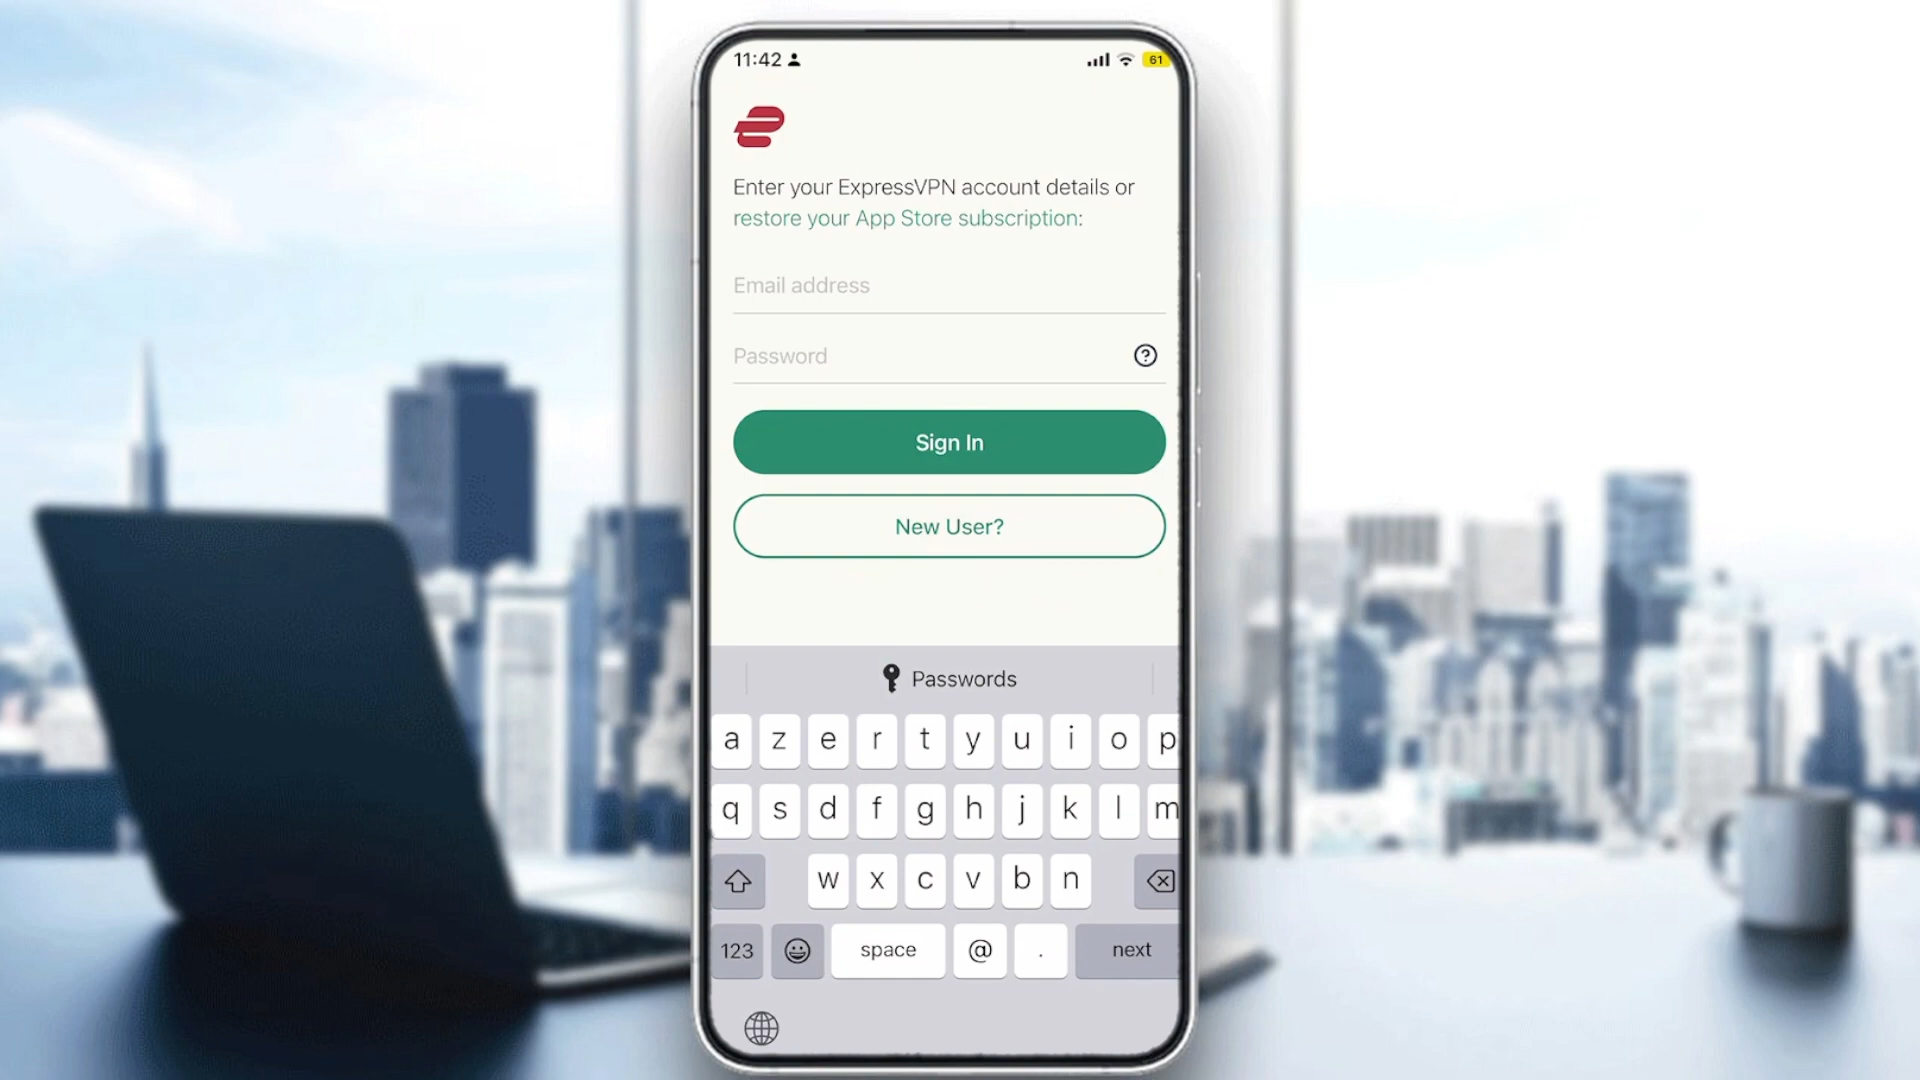 11:42
61
Enter your ExpressVPN account details or
restore your App Store subscription:
Email address
Password
?
Sign In
New User?
Passwords
a z e r t y u i o p
q s d f g h j k l m
w x c v b n
123 space @ . next